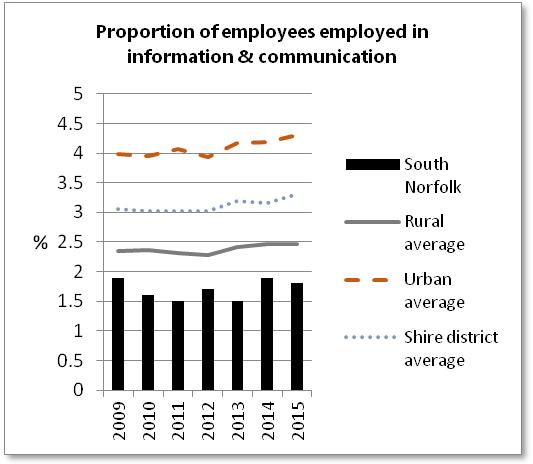 Proportion of employees employed in
information & communication
5
4.5
4
3.5
3
2.5
2
1.5
1
0.5
0
%
2009
2010
2011
2012
2013
2014
2015
South
Norfolk
Rural
average
Urban
average
Shire district
average